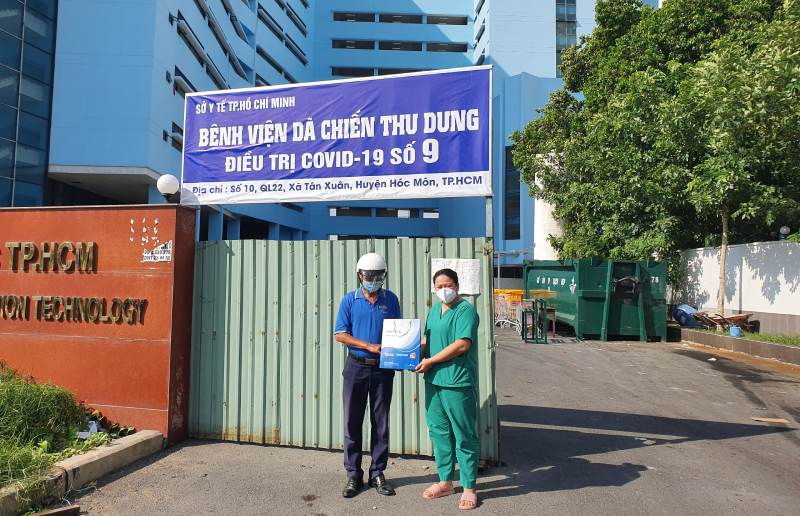 SỞ Y TẾ TP.HỒ CHÍ MINH
BỆNH VIỆN DÃ CHIẾN THU DUNG
ĐIỀU TRỊ COVID-19 SỐ 9
Địa chỉ : Số 10, QL22, Xã Tân Xuân, Huyện Hóc Môn, TP.HCM
TP.HCM
TECHNOLOGY